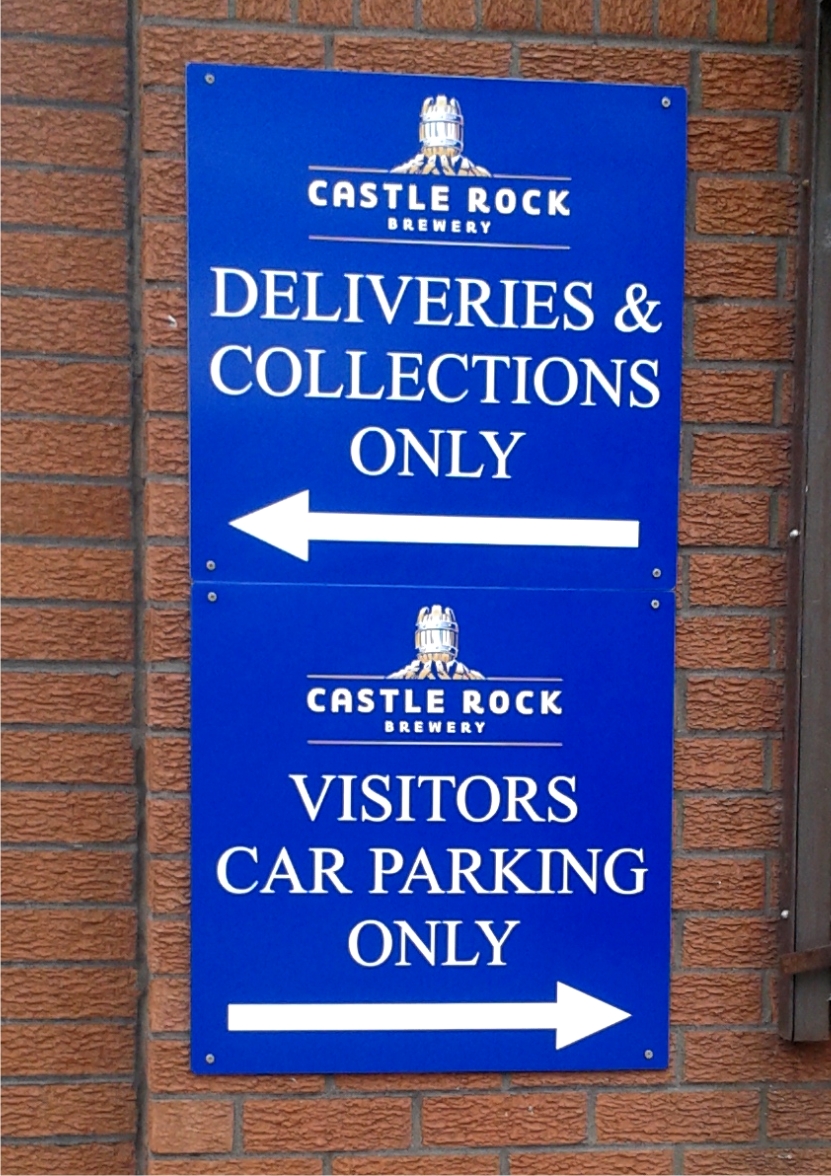 CASTLE ROCK
BREWERY
DELIVERIES &
COLLECTIONS
ONLY
CASTLE ROCK
BREWERY
VISITORS
CAR PARKING
ONLY